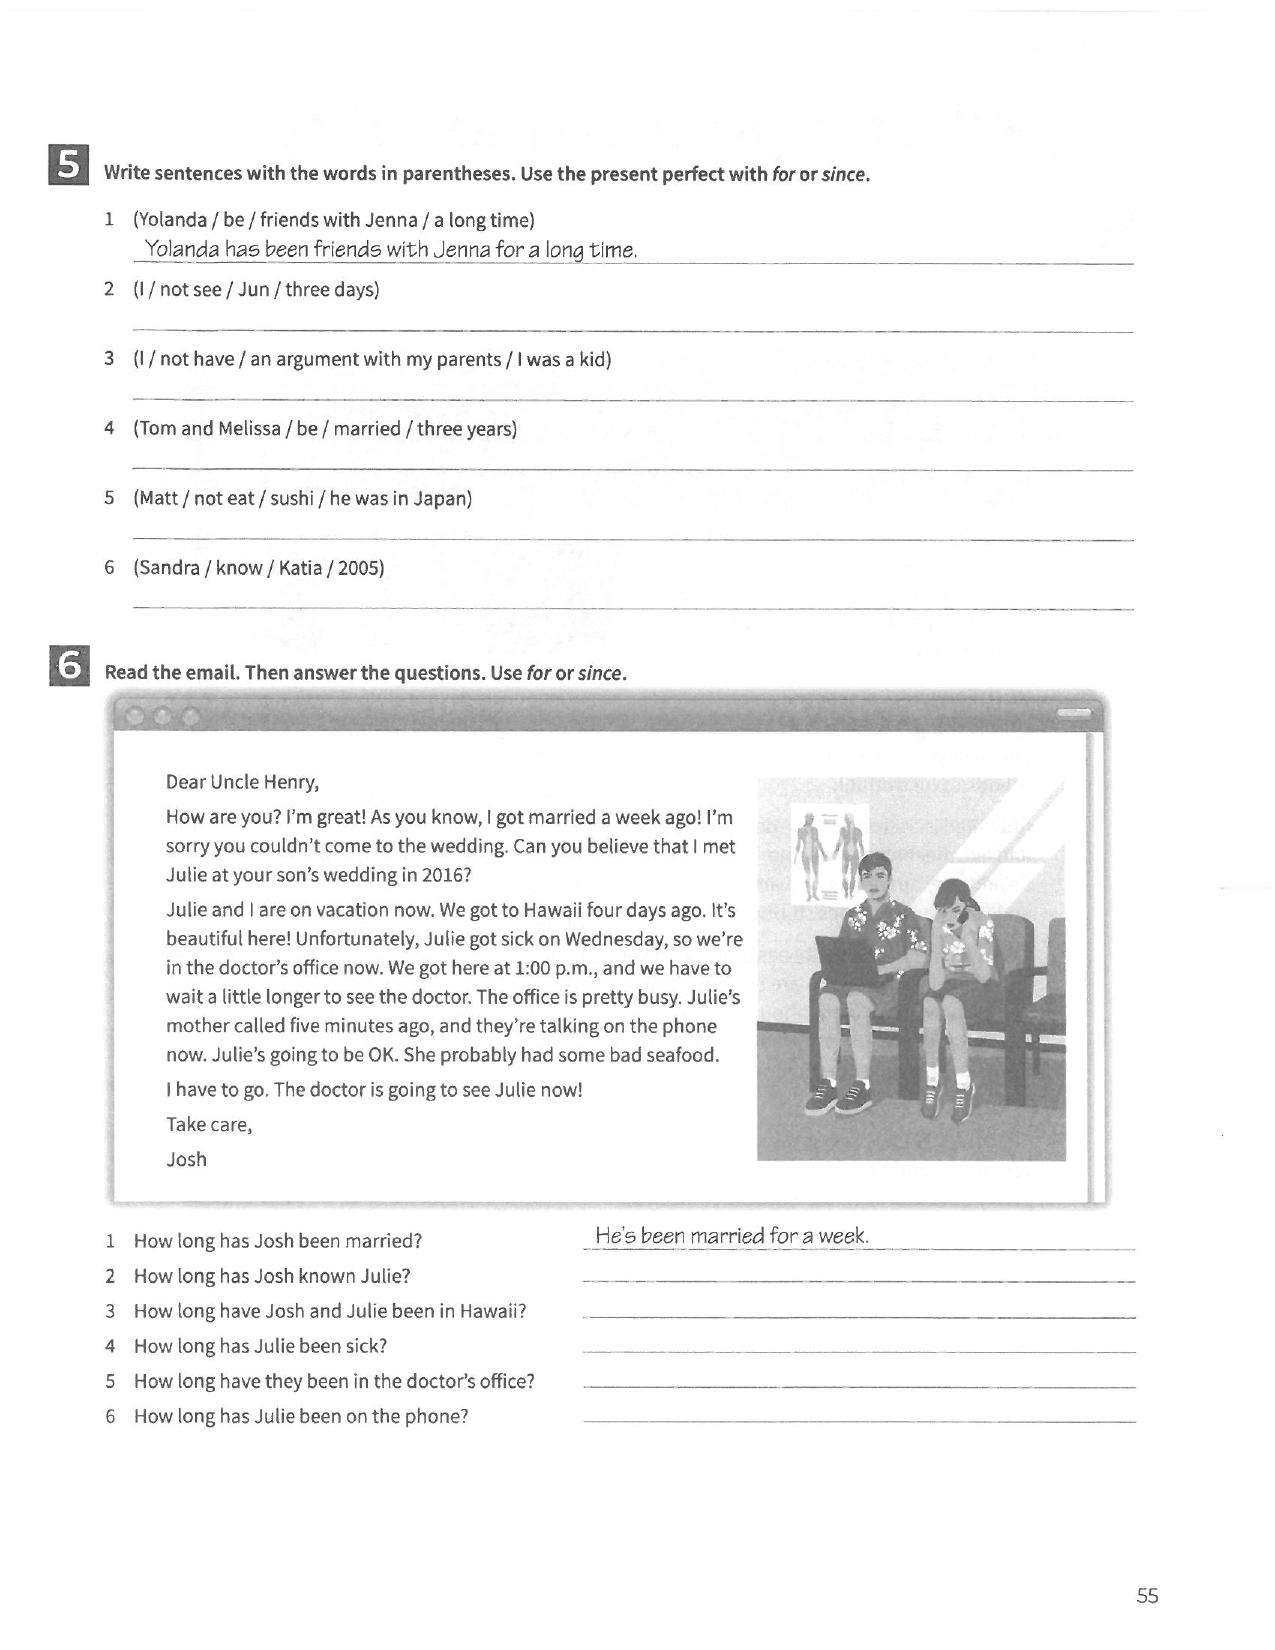 5 Write sentences with the words in parentheses. Use the present perfect with for or since.
1 (Yolanda / be / friends with Jenna / a long time)
Yolanda has been friends with Jenna for a long time.
2 (I / not see / Jun / three days)
3 (I / not have / an argument with my parents / I was a kid)
4 (Tom and Melissa / be / married / three years)
5 (Matt / not eat / sushi / he was in Japan)
6 (Sandra / know / Katia / 2005)
6 Read the email. Then answer the questions. Use for or since.
Dear Uncle Henry,
How are you? I'm great! As you know, I got married a week ago! I'm
sorry you couldn't come to the wedding. Can you believe that I met
Julie at your son's wedding in 2016?
Julie and I are on vacation now. We got to Hawaii four days ago. It's
beautiful here! Unfortunately, Julie got sick on Wednesday, so we're
in the doctor's office now. We got here at 1:00 p.m., and we have to
wait a little longer to see the doctor. The office is pretty busy. Julie's
mother called five minutes ago, and they're talking on the phone
now. Julie's going to be OK. She probably had some bad seafood.
I have to go. The doctor is going to see Julie now!
Take care,
Josh
1 How long has Josh been married? He's been married for a week.
2 How long has Josh known Julie?
3 How long have Josh and Julie been in Hawaii?
4 How long has Julie been sick?
5 How long have they been in the doctor's office?
6 How long has Julie been on the phone?
55